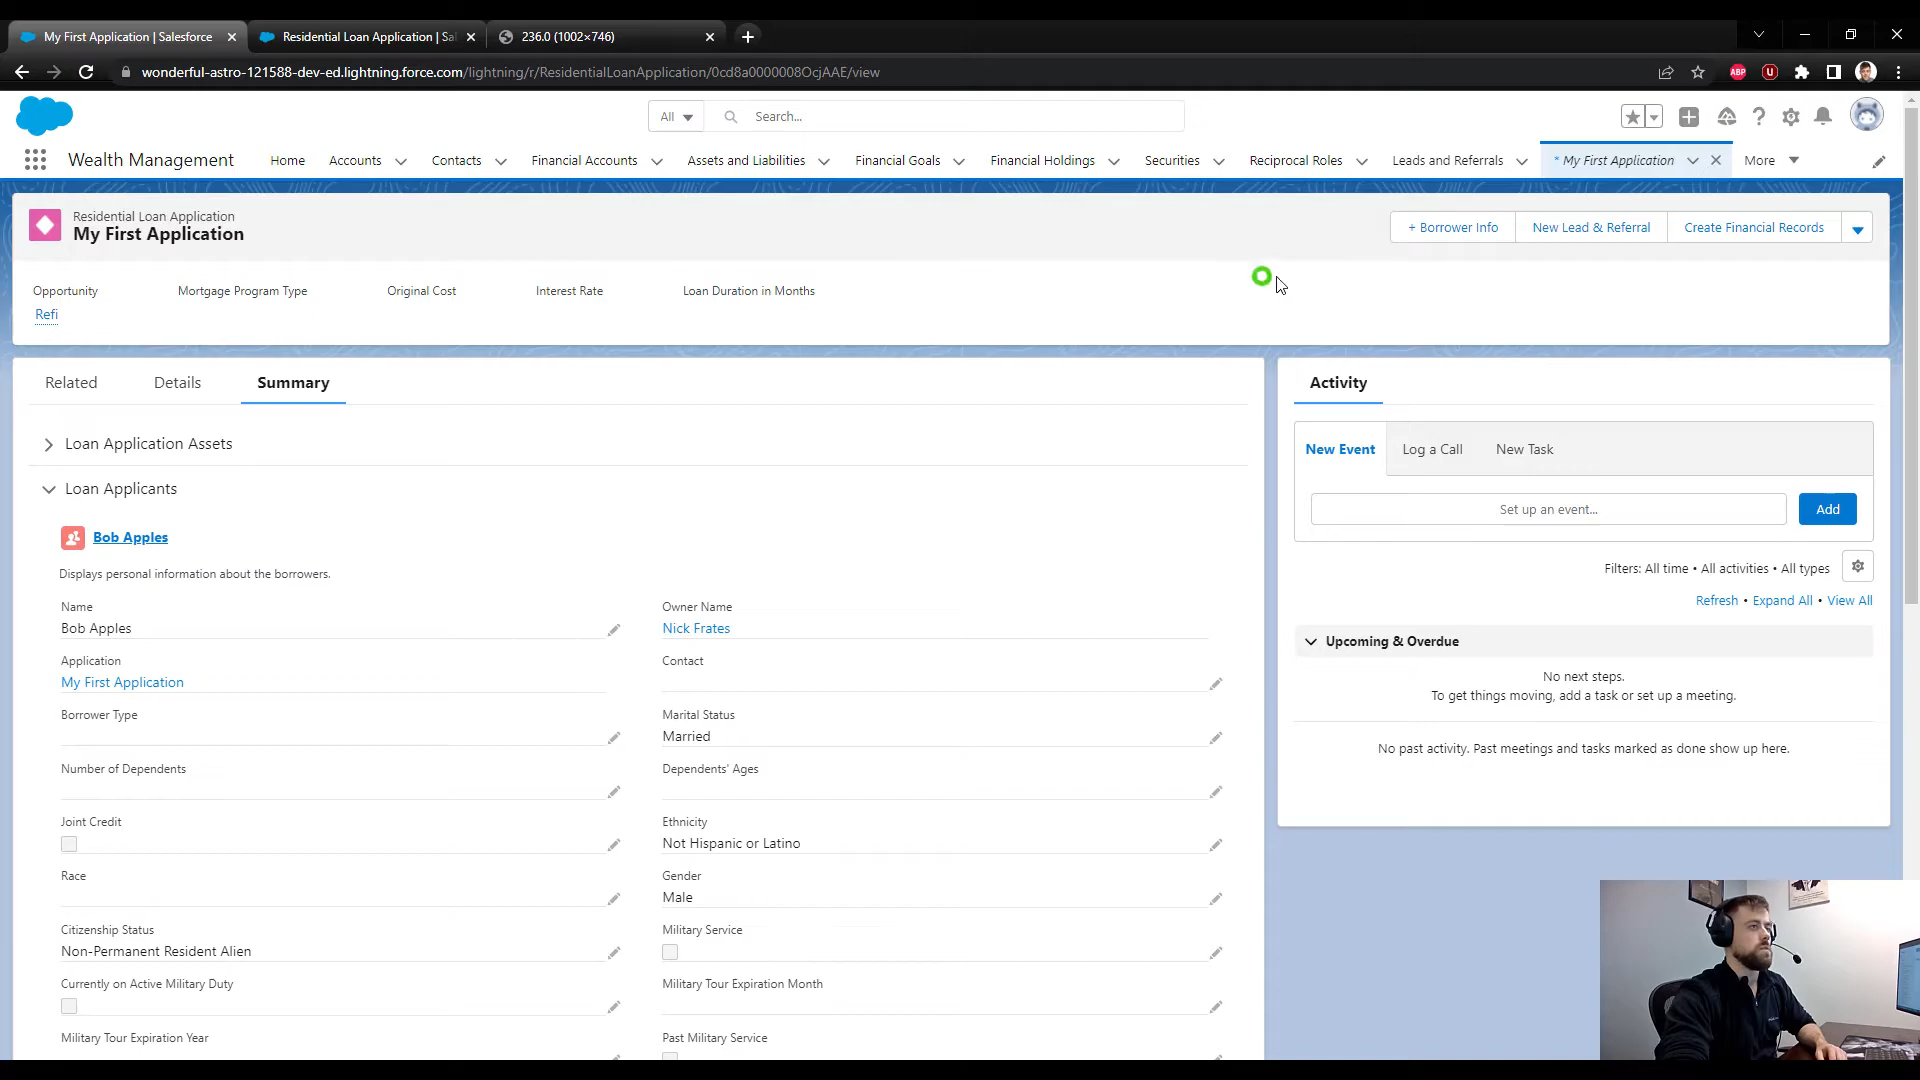 My First Application | Salesforce
Residential Loan Application | Sal
236.0 (1002×746)
wonderful-astro-121588-dev-ed.lightning.force.com/lightning/r/ResidentialLoanApplication/0cd8a0000008OcjAAE/view
ABP
All
Search...
Wealth Management
Home
Accounts
Contacts
Financial Accounts
Assets and Liabilities
Financial Goals
Financial Holdings
Securities
Reciprocal Roles
Leads and Referrals
* My First Application
More
Residential Loan Application
My First Application
+ Borrower Info
New Lead & Referral
Create Financial Records
Opportunity
Mortgage Program Type
Original Cost
Interest Rate
Loan Duration in Months
Refi
Related
Details
Summary
Loan Application Assets
Loan Applicants
Bob Apples
Displays personal information about the borrowers.
Name
Bob Apples
Owner Name
Nick Frates
Application
My First Application
Contact
Borrower Type
Marital Status
Married
Number of Dependents
Dependents' Ages
Joint Credit
Ethnicity
Not Hispanic or Latino
Race
Gender
Male
Citizenship Status
Non-Permanent Resident Alien
Military Service
Currently on Active Military Duty
Military Tour Expiration Month
Military Tour Expiration Year
Past Military Service
Activity
New Event
Log a Call
New Task
Set up an event...
Add
Filters: All time • All activities • All types
Refresh • Expand All • View All
Upcoming & Overdue
No next steps.
To get things moving, add a task or set up a meeting.
No past activity. Past meetings and tasks marked as done show up here.